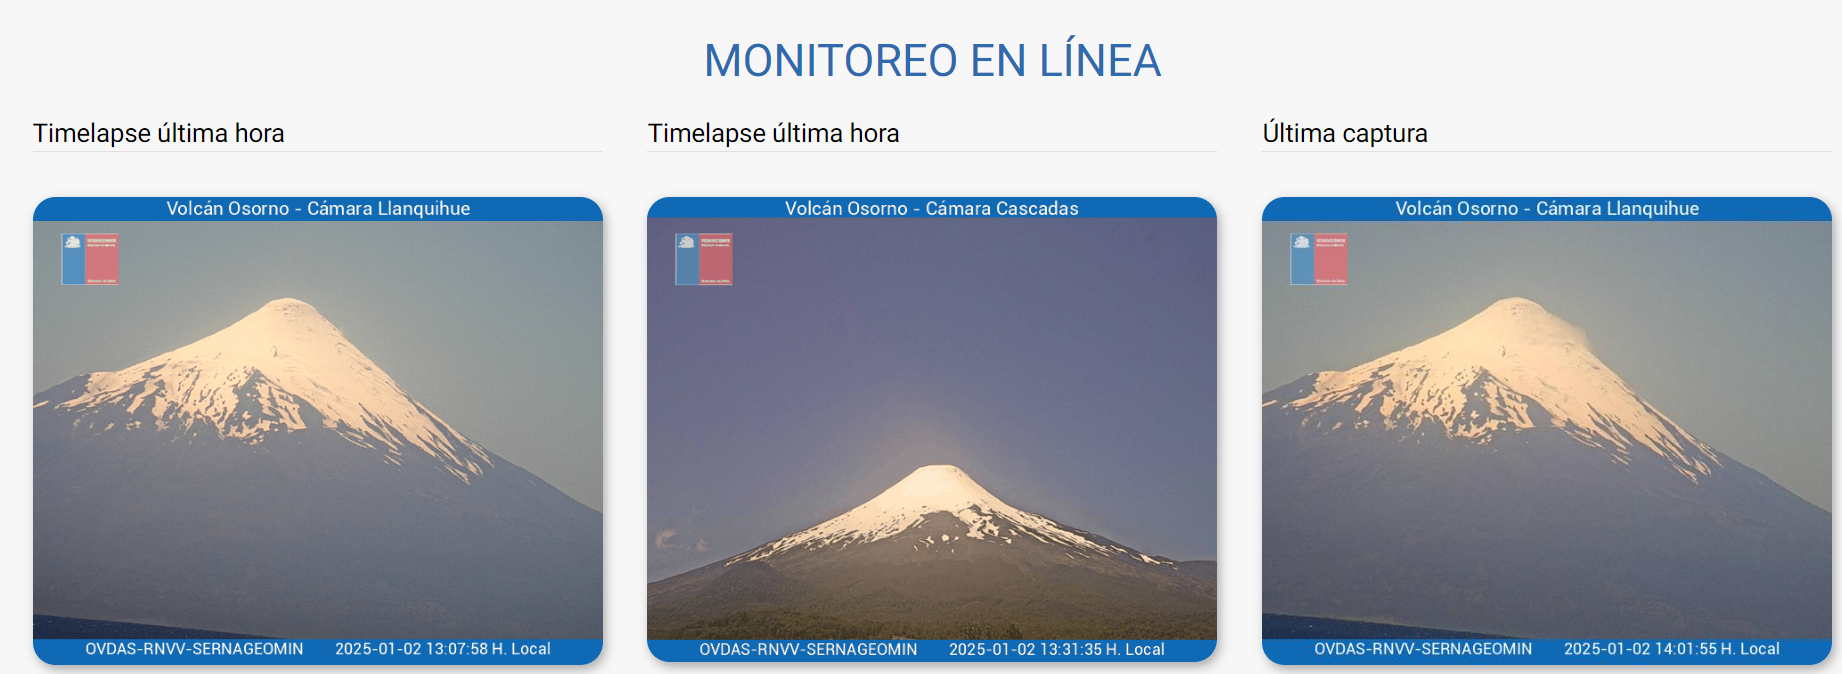 MONITOREO EN LÍNEA
Timelapse última hora
Timelapse última hora
Última captura
Volcán Osorno - Cámara Llanquihue
Volcán Osorno - Cámara Cascadas
Volcán Osorno - Cámara Llanquihue
OVDAS-RNVV-SERNAGEOMIN 2025-01-02 13:07:58 H. Local
OVDAS-RNVV-SERNAGEOMIN 2025-01-02 13:31:35 H. Local
OVDAS-RNVV-SERNAGEOMIN 2025-01-02 14:01:55 H. Local